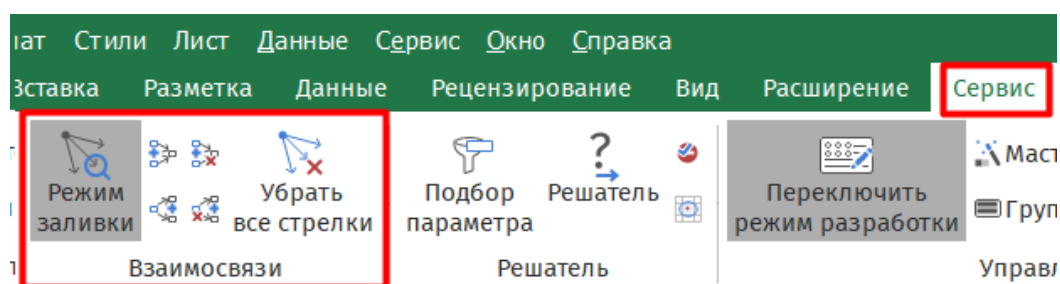 Стили Лист Данные Сервис Окно Справка
Вставка Разметка Данные Рецензирование Вид Расширение Сервис
Режим заливки
Убрать все стрелки
Взаимосвязи
Подбор параметра
Решатель
Решатель
Переключить режим разработки
Маст
Груп
Управл